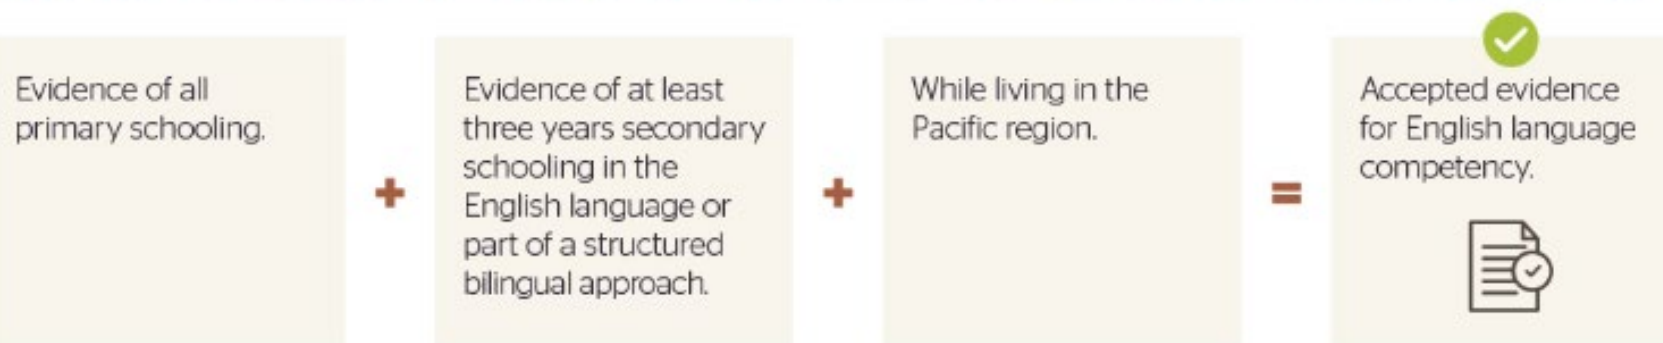 Evidence of all
primary schooling.
+
Evidence of at least
three years secondary
schooling in the
English language or
part of a structured
bilingual approach.
+
While living in the
Pacific region.
=
Accepted evidence
for English language
competency.